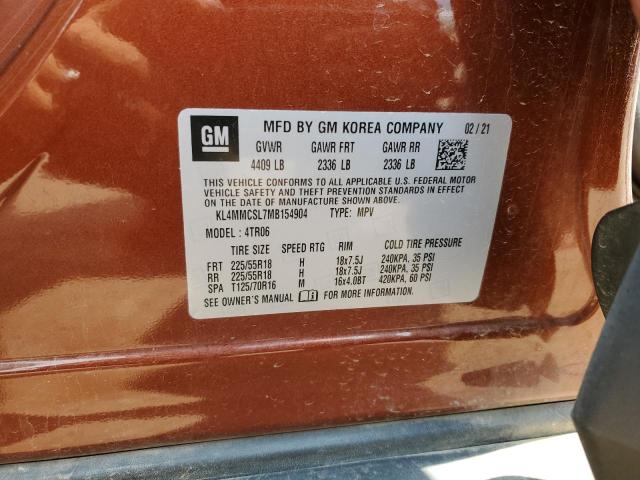 GM
MFD BY GM KOREA COMPANY 02/21
GVWR GAWR FRT GAWR RR
4409 LB 2336 LB 2336 LB
THIS VEHICLE CONFORMS TO ALL APPLICABLE U.S. FEDERAL MOTOR
VEHICLE SAFETY AND THEFT PREVENTION STANDARDS IN EFFECT
ON THE DATE OF MANUFACTURE SHOWN ABOVE.
KL4MMCSL7MB154904 TYPE: MPV
MODEL: 4TR06
TIRE SIZE SPEED RTG RIM COLD TIRE PRESSURE
FRT 225/55R18 H 18x7.5J 240KPA, 35 PSI
RR 225/55R18 H 18x7.5J 240KPA, 35 PSI
SPA T125/70R16 M 16x4.0BT 420KPA, 60 PSI
SEE OWNER'S MANUAL FOR MORE INFORMATION.